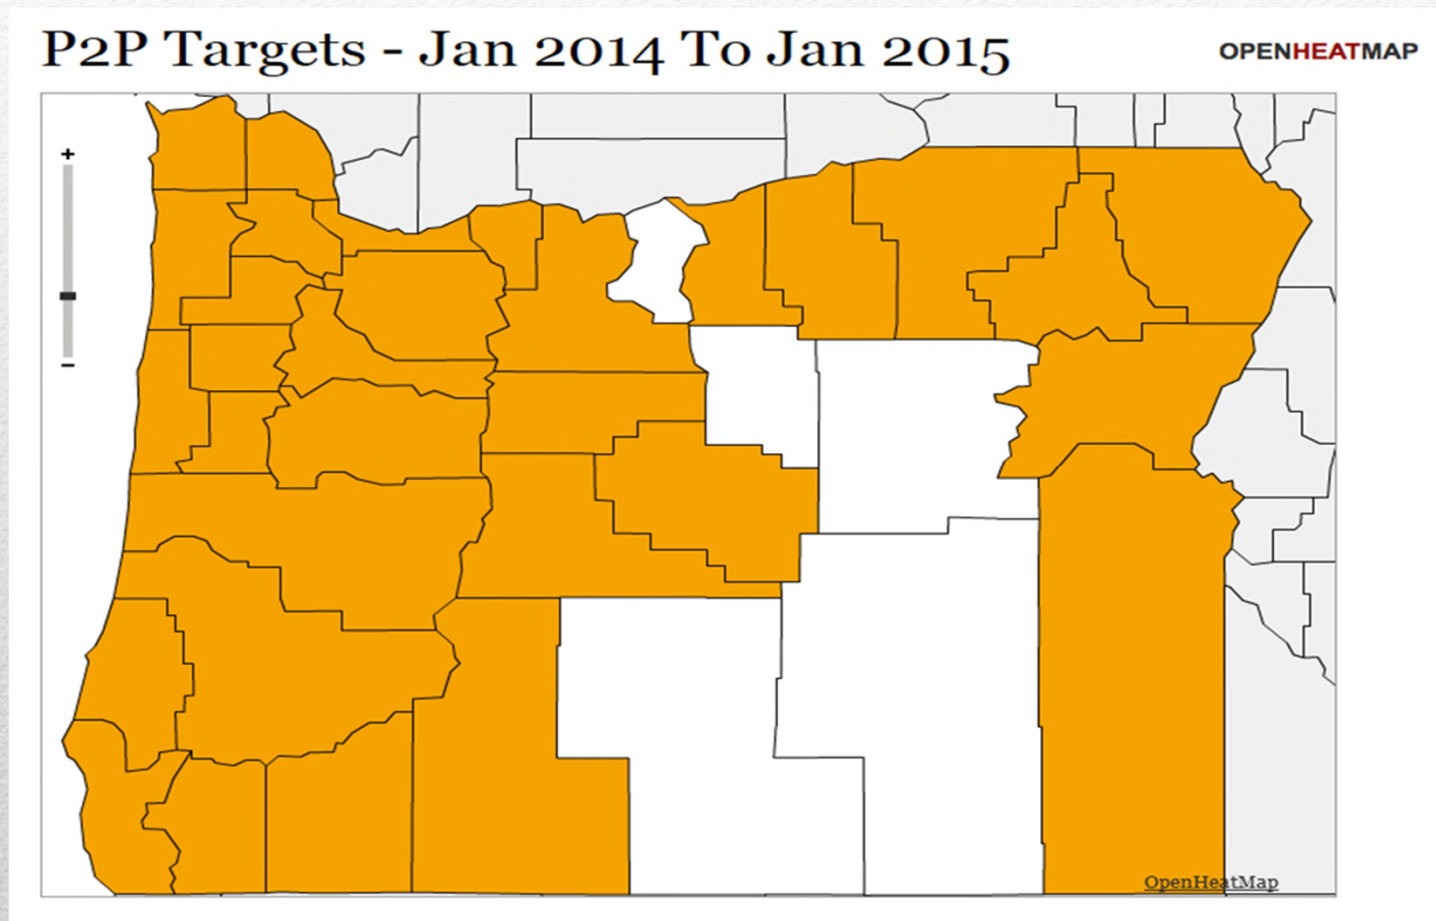 P2P Targets - Jan 2014 To Jan 2015
OPENHEATMAP
+
−
OpenHeatMap